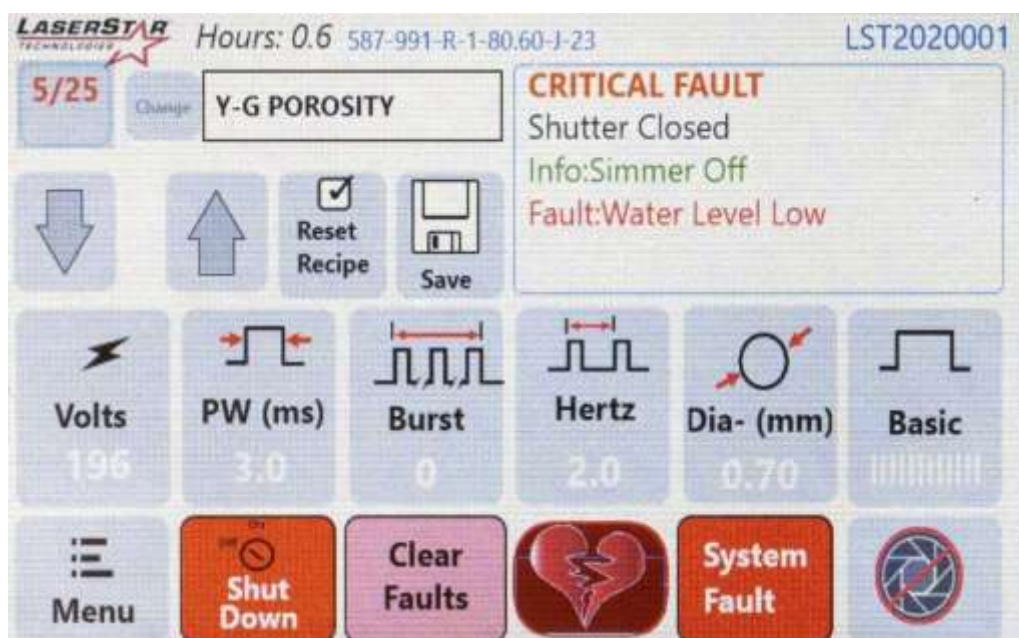 LASERSTAR
TECHNOLOGIES
Hours: 0.6 587-991-R-1-80.60-J-23 LST2020001
5/25
Change
Y-G POROSITY
CRITICAL FAULT
Shutter Closed
Info:Simmer Off
Fault:Water Level Low
Reset
Recipe
Save
Volts
PW (ms)
Burst
Hertz
Dia- (mm)
Basic
196
3.0
0
2.0
0.70
Menu
On
Off
Shut
Down
Clear
Faults
System
Fault